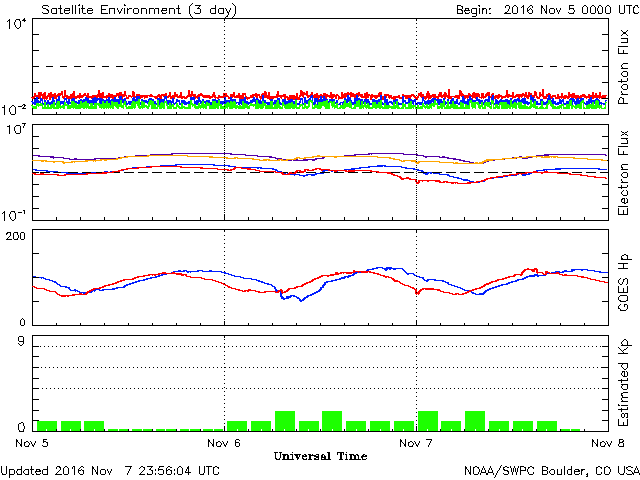 Satellite Environment (3 day) Begin: 2016 Nov 5 0000 UTC
10^4
10^-2
Proton Flux
10^7
10^-1
Electron Flux
200
0
GOES Hp
9
0
Estimated Kp
Nov 5 Nov 6 Nov 7 Nov 8
Universal Time
Updated 2016 Nov 7 23:56:04 UTC NOAA/SWPC Boulder, CO USA